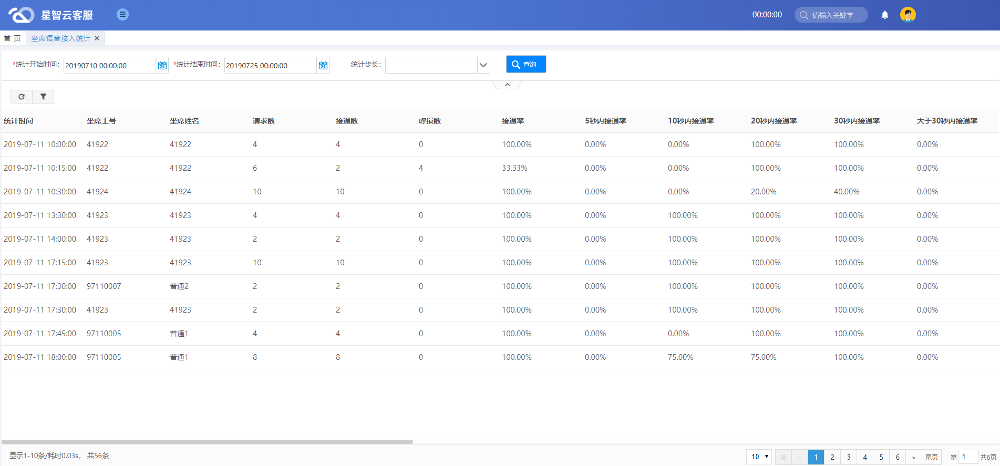 星智云客服 00:00:00 请输入关键字
首 页 坐席语音接入统计 ×
*统计开始时间： 20190710 00:00:00 24 *统计结束时间： 20190725 00:00:00 24 统计步长： 查询
统计时间 坐席工号 坐席姓名 请求数 接通数 呼损数 接通率 5秒内接通率 10秒内接通率 20秒内接通率 30秒内接通率 大于30秒内接通率
2019-07-11 10:00:00 41922 41922 4 4 0 100.00% 0.00% 0.00% 100.00% 100.00% 0.00%
2019-07-11 10:15:00 41922 41922 6 2 4 33.33% 0.00% 0.00% 100.00% 100.00% 0.00%
2019-07-11 10:30:00 41924 41924 10 10 0 100.00% 0.00% 0.00% 20.00% 40.00% 0.00%
2019-07-11 13:30:00 41923 41923 4 4 0 100.00% 0.00% 100.00% 100.00% 100.00% 0.00%
2019-07-11 14:00:00 41923 41923 2 2 0 100.00% 0.00% 100.00% 100.00% 100.00% 0.00%
2019-07-11 17:15:00 41923 41923 10 10 0 100.00% 0.00% 100.00% 100.00% 100.00% 0.00%
2019-07-11 17:30:00 97110007 普通2 2 2 0 100.00% 0.00% 100.00% 100.00% 100.00% 0.00%
2019-07-11 17:30:00 41923 41923 2 2 0 100.00% 0.00% 100.00% 100.00% 100.00% 0.00%
2019-07-11 17:45:00 97110005 普通1 4 4 0 100.00% 0.00% 0.00% 100.00% 100.00% 0.00%
2019-07-11 18:00:00 97110005 普通1 8 8 0 100.00% 0.00% 75.00% 75.00% 100.00% 0.00%
显示1-10条/耗时0.03s， 共56条 10 首 < 1 2 3 4 5 6 > 尾页 第 1 共6页